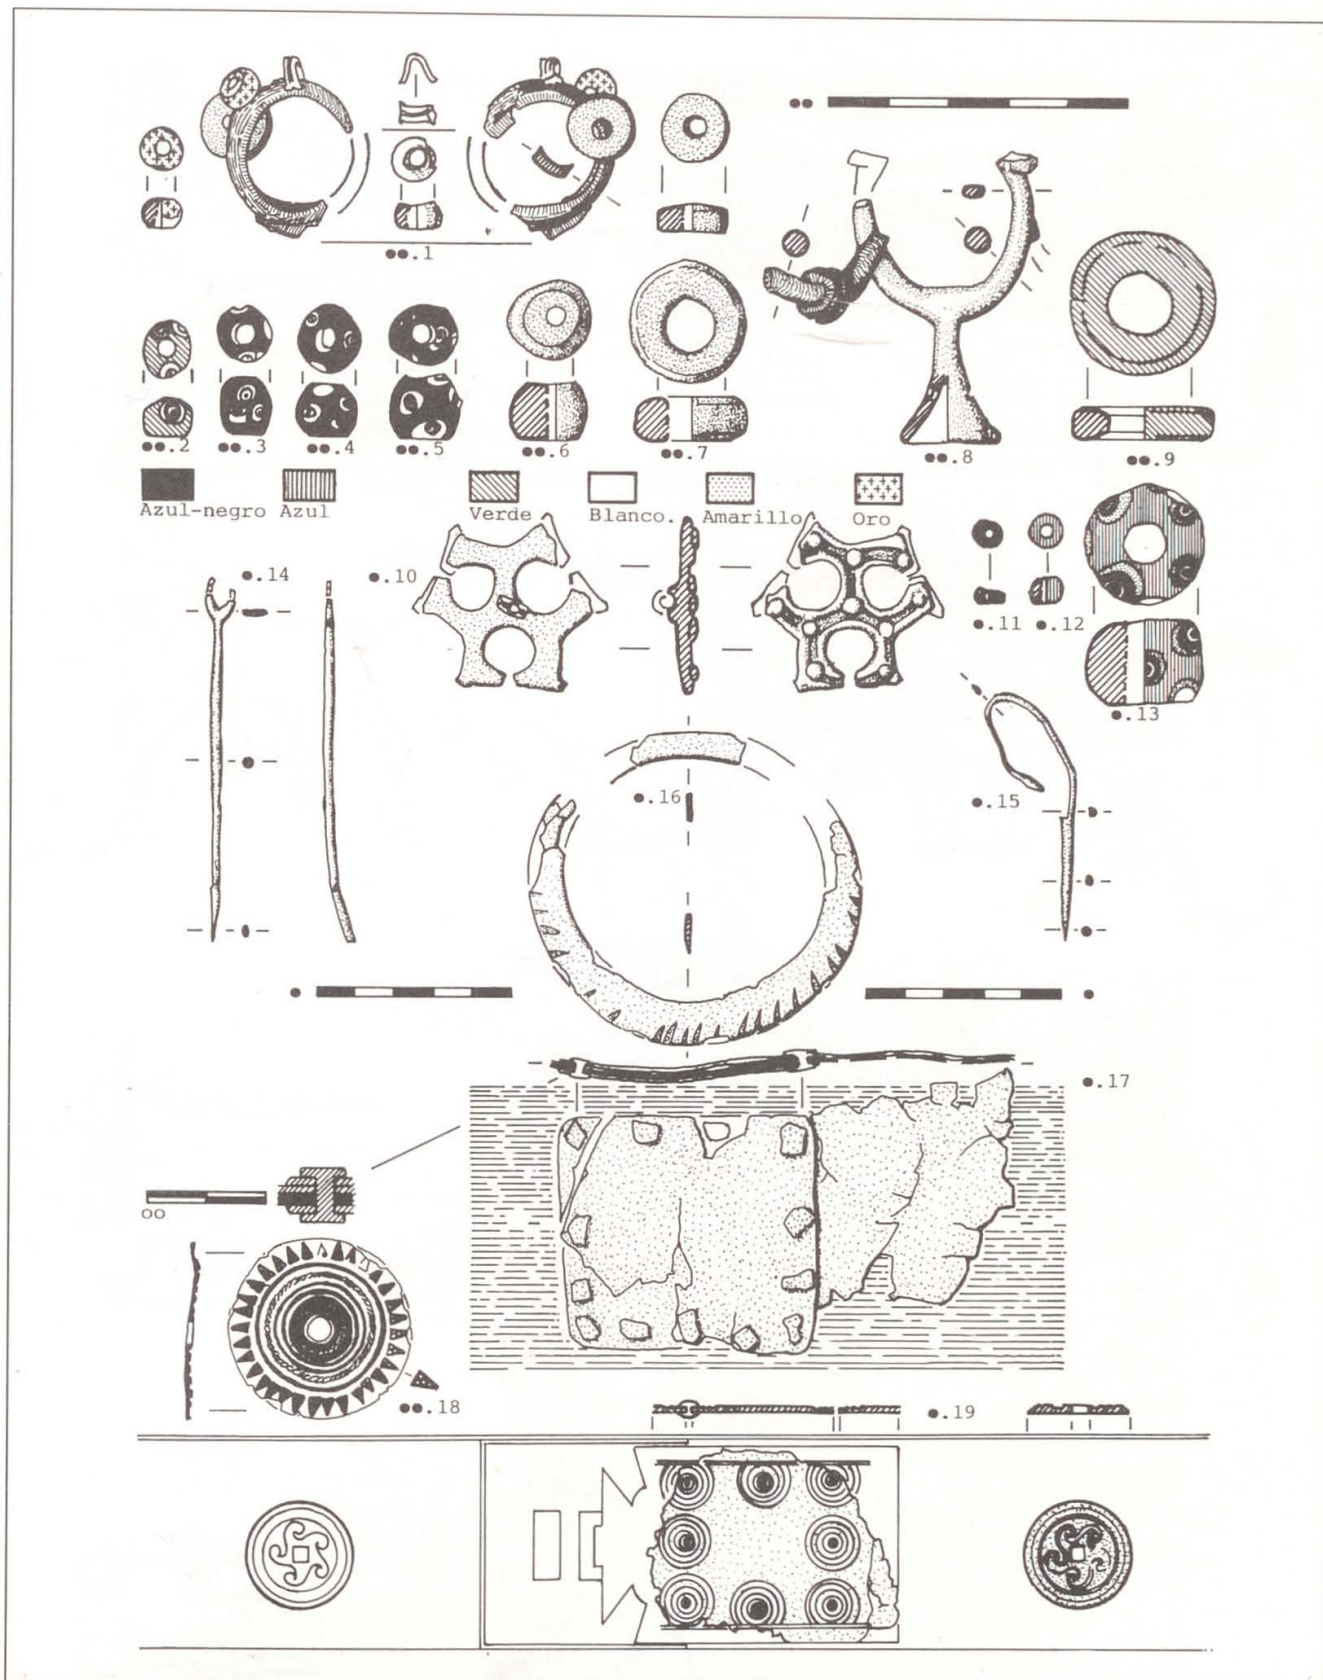 ●●
●●.1
●●.2 ●●.3 ●●.4 ●●.5 ●●.6 ●●.7 ●●.8 ●●.9
Azul-negro Azul Verde Blanco. Amarillo Oro
●.14 ●.10 ●.11 ●.12
●.13
●.16 ●.15
● ●
●.17
oo
●●.18 ●.19